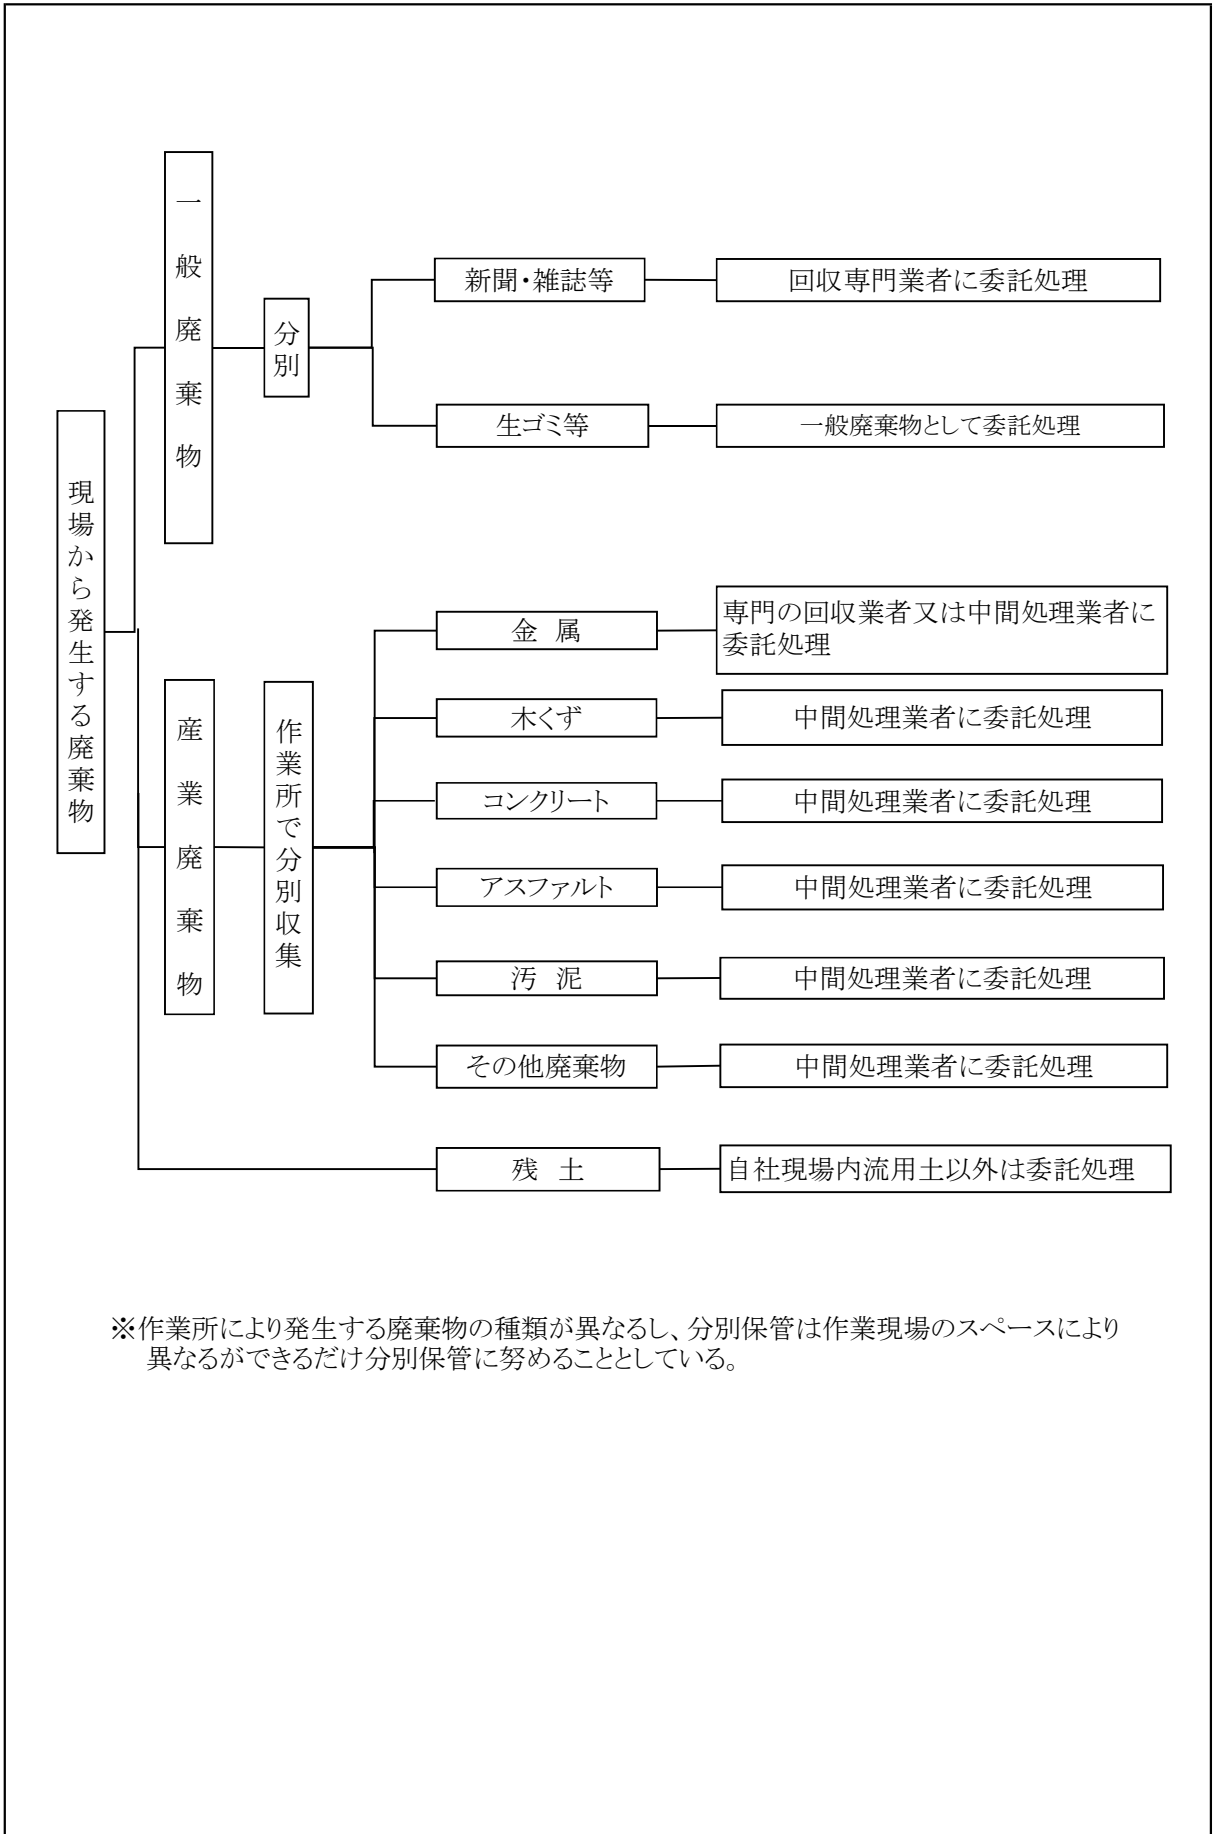 現場から発生する廃棄物
一般廃棄物
分別
新聞・雑誌等
回収専門業者に委託処理
生ゴミ等
一般廃棄物として委託処理
産業廃棄物
作業所で分別収集
金 属
専門の回収業者又は中間処理業者に
委託処理
木くず
中間処理業者に委託処理
コンクリート
中間処理業者に委託処理
アスファルト
中間処理業者に委託処理
汚 泥
中間処理業者に委託処理
その他廃棄物
中間処理業者に委託処理
残 土
自社現場内流用土以外は委託処理
※作業所により発生する廃棄物の種類が異なるし、分別保管は作業現場のスペースにより
異なるができるだけ分別保管に努めることとしている。